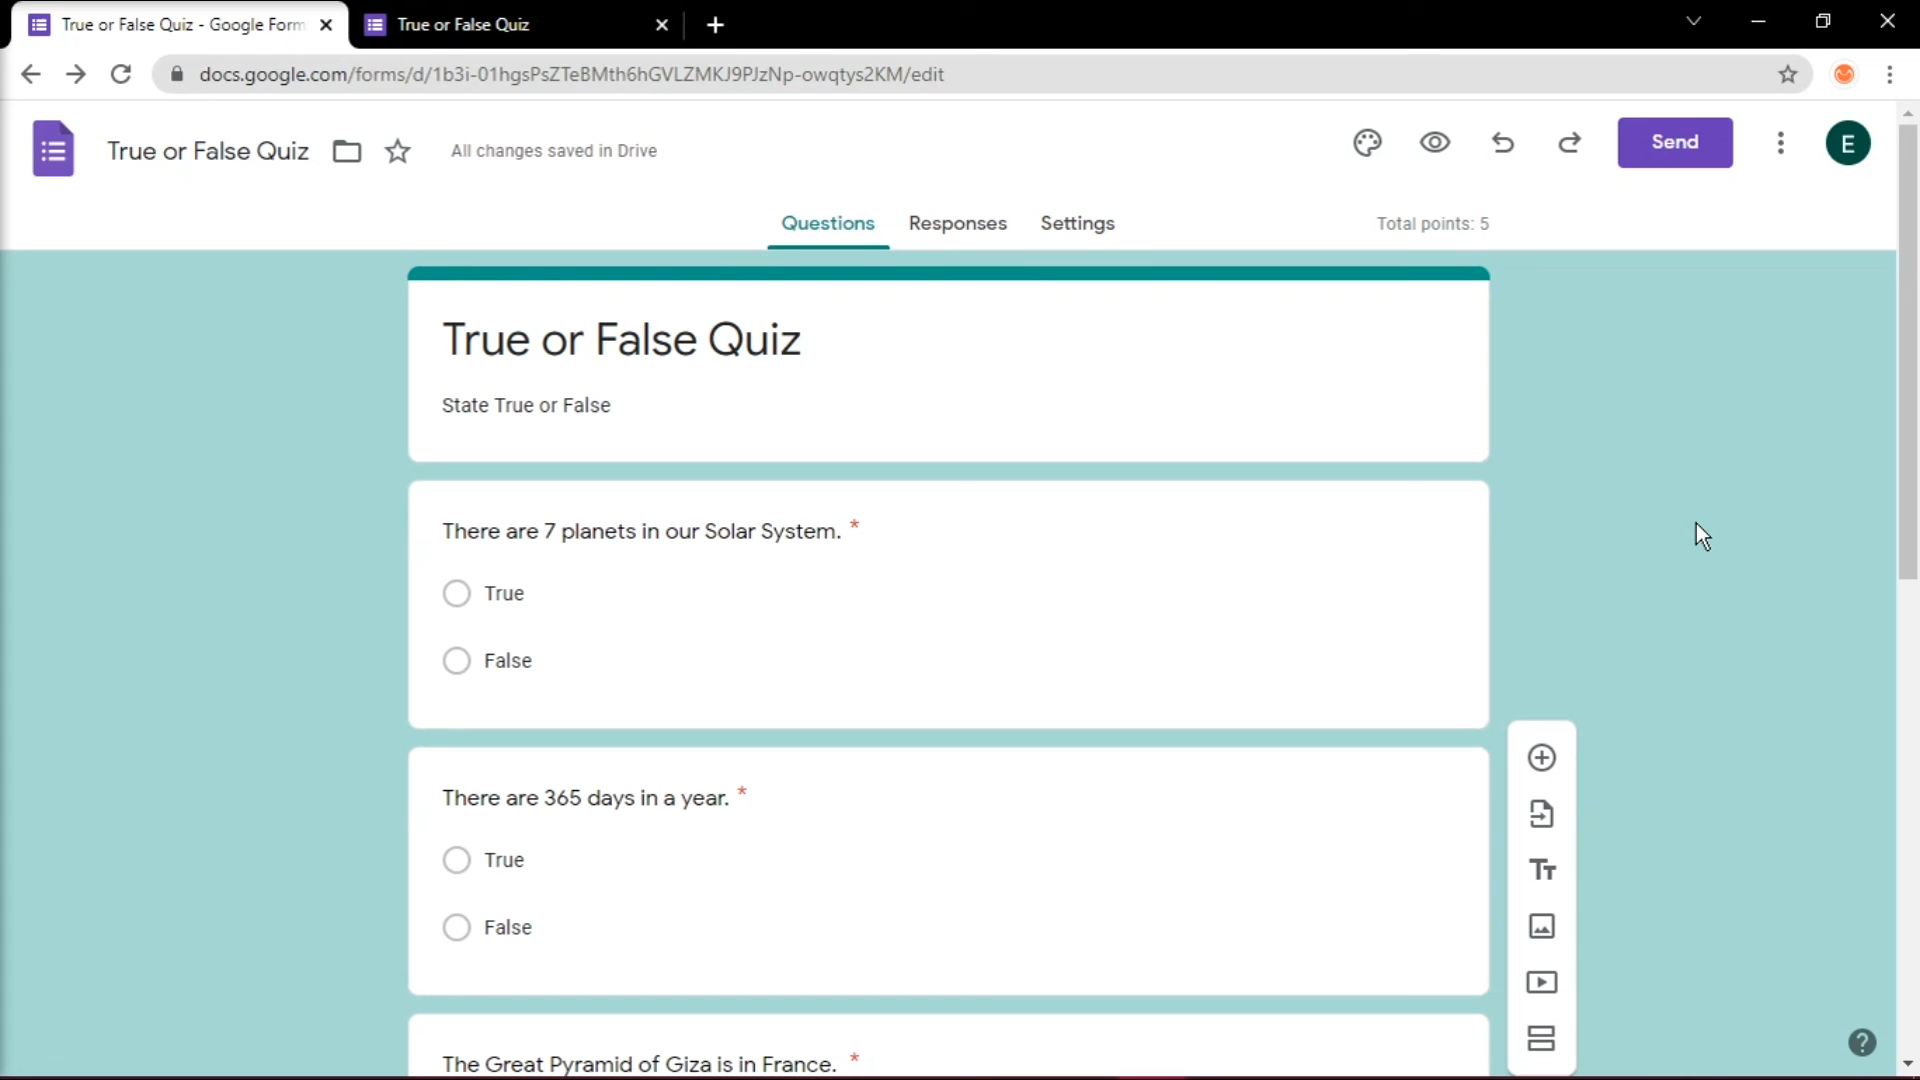 True or False Quiz - Google Form
True or False Quiz
docs.google.com/forms/d/1b3i-01hgsPsZTeBMth6hGVLZMKJ9PJzNp-owqtys2KM/edit
True or False Quiz
All changes saved in Drive
Send
E
Questions
Responses
Settings
Total points: 5
True or False Quiz
State True or False
There are 7 planets in our Solar System. *
True
False
There are 365 days in a year. *
True
False
Tт
The Great Pyramid of Giza is in France. *